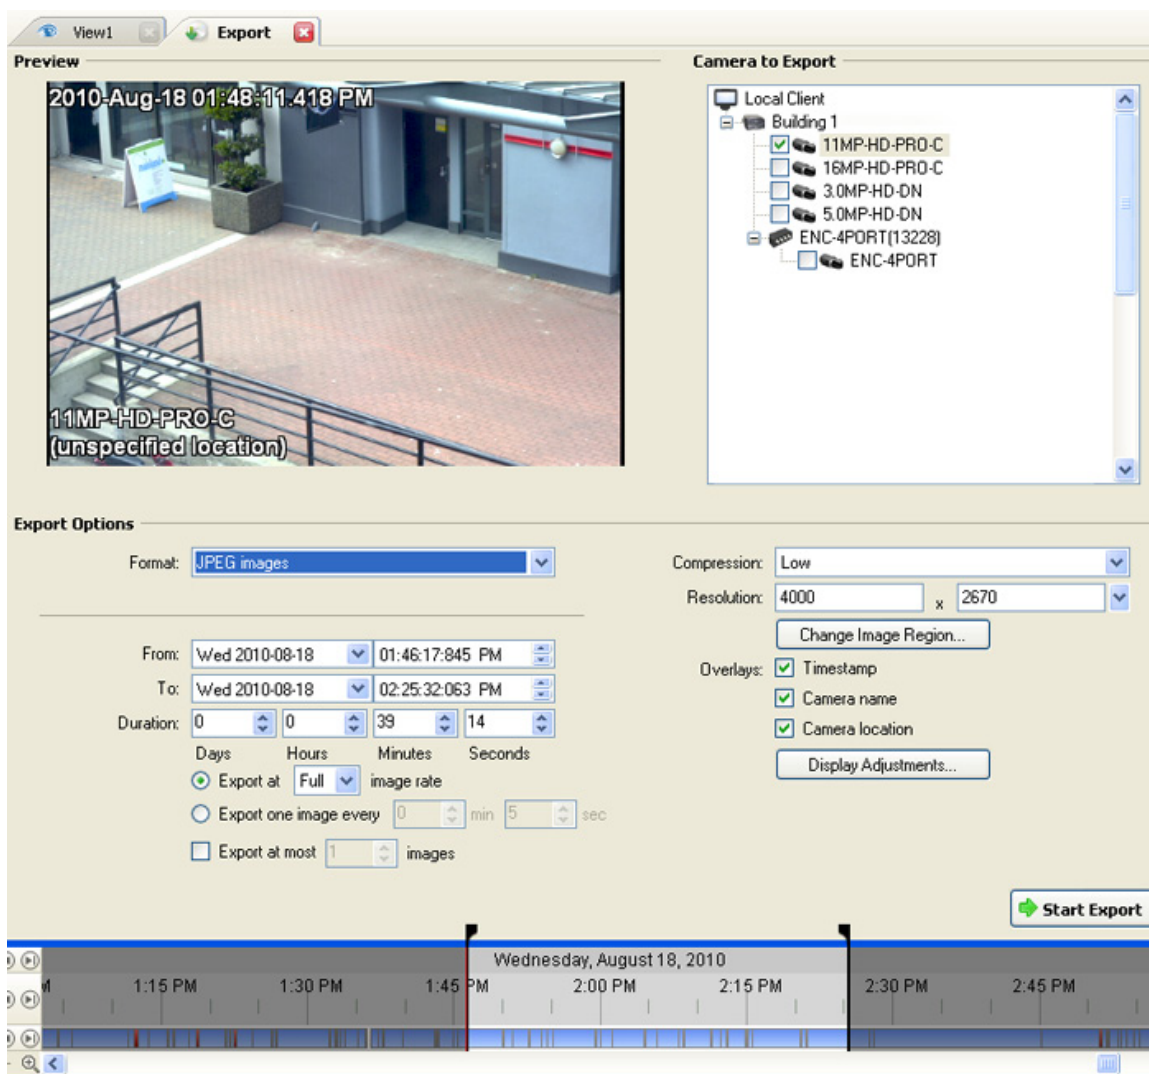 View1
Export
Preview
2010-Aug-18 01:48:11.418 PM
11MP-HD-PRO-C
(unspecified location)
Camera to Export
Local Client
Building 1
11MP-HD-PRO-C
16MP-HD-PRO-C
3.0MP-HD-DN
5.0MP-HD-DN
ENC-4PORT(13228)
ENC-4PORT
Export Options
Format: JPEG images
From: Wed 2010-08-18 01:46:17:845 PM
To: Wed 2010-08-18 02:25:32:063 PM
Duration: 0 0 39 14
Days Hours Minutes Seconds
Export at Full image rate
Export one image every 0 min 5 sec
Export at most 1 images
Compression: Low
Resolution: 4000 x 2670
Change Image Region...
Overlays: Timestamp
Camera name
Camera location
Display Adjustments...
Start Export
Wednesday, August 18, 2010
1:15 PM 1:30 PM 1:45 PM 2:00 PM 2:15 PM 2:30 PM 2:45 PM